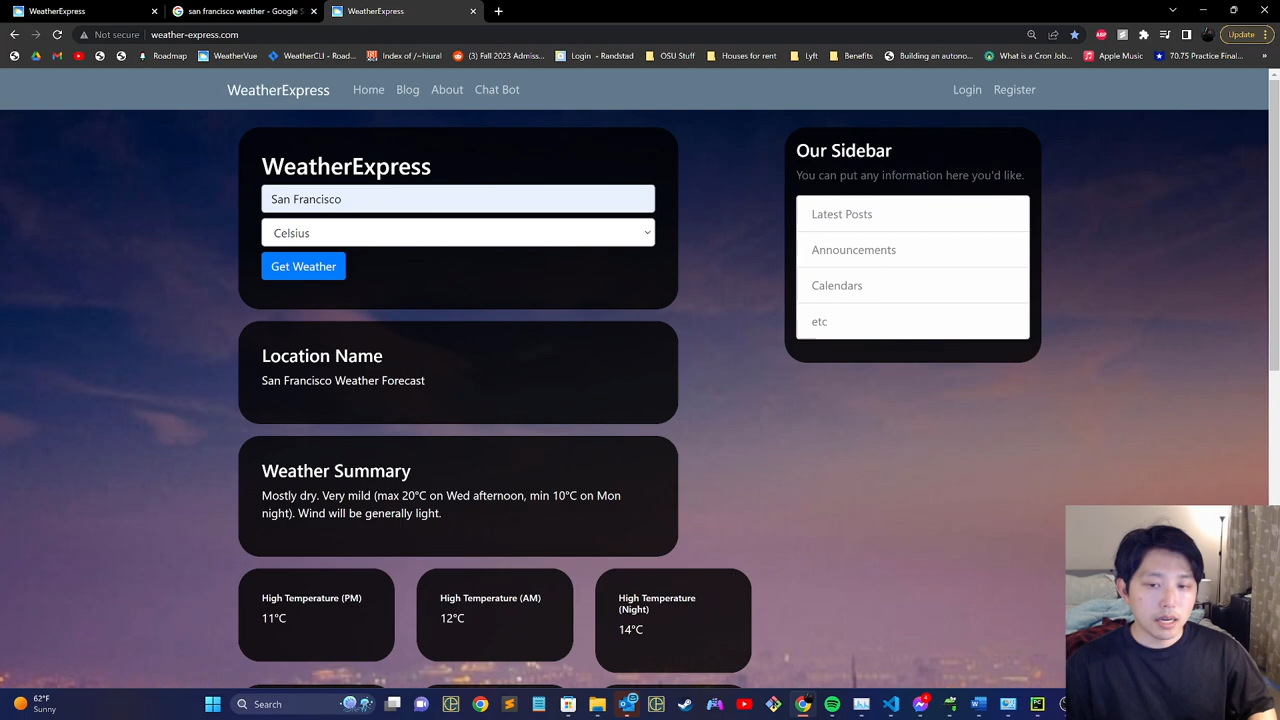 WeatherExpress
san francisco weather - Google S
WeatherExpress
Not secure
weather-express.com
Update
Roadmap
WeatherVue
WeatherCLI - Road...
Index of /~hiural
(3) Fall 2023 Admiss...
Login - Randstad
OSU Stuff
Houses for rent
Lyft
Benefits
Building an autono...
What is a Cron Job...
Apple Music
70.75 Practice Final...
WeatherExpress
Home
Blog
About
Chat Bot
Login
Register
WeatherExpress
San Francisco
Celsius
Get Weather
Our Sidebar
You can put any information here you'd like.
Latest Posts
Announcements
Calendars
etc
Location Name
San Francisco Weather Forecast
Weather Summary
Mostly dry. Very mild (max 20°C on Wed afternoon, min 10°C on Mon
night). Wind will be generally light.
High Temperature (PM)
11°C
High Temperature (AM)
12°C
High Temperature
(Night)
14°C
62°F
Sunny
Search